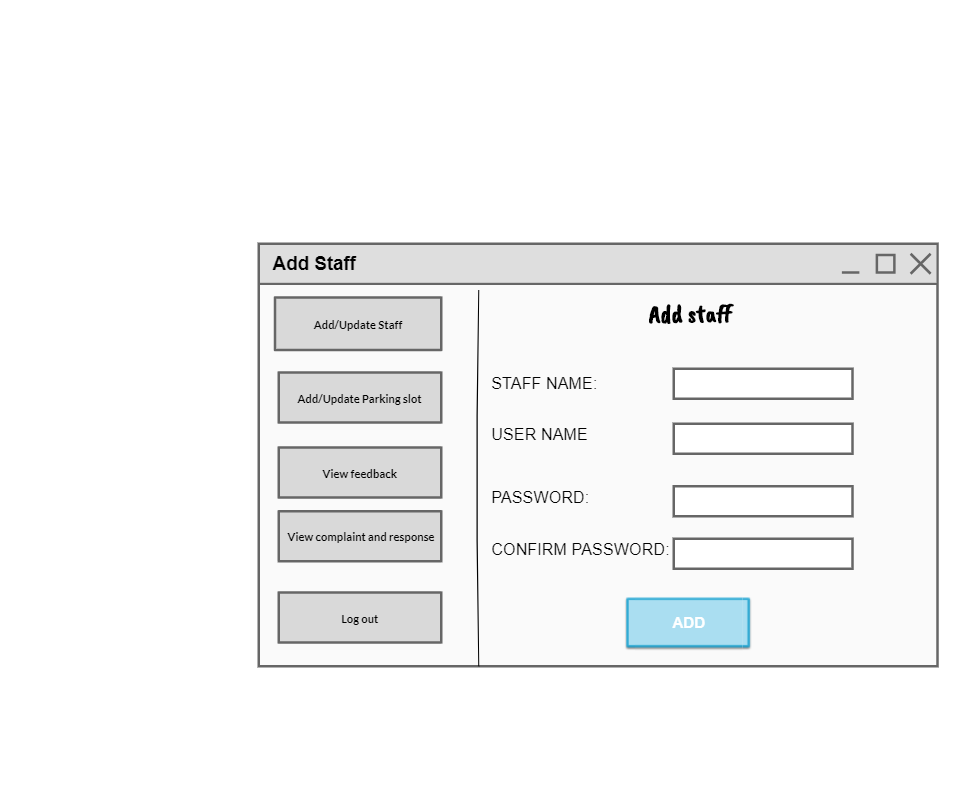 Add Staff
Add/Update Staff
Add/Update Parking slot
View feedback
View complaint and response
Log out
Add staff
STAFF NAME:
USER NAME
PASSWORD:
CONFIRM PASSWORD:
ADD